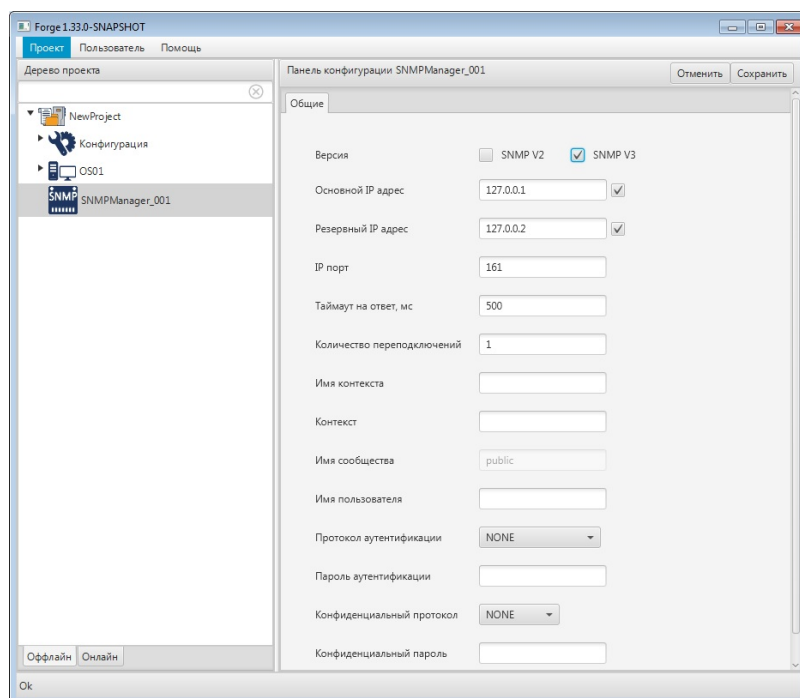 Forge 1.33.0-SNAPSHOT
Проект Пользователь Помощь
Дерево проекта
NewProject
Конфигурация
OS01
SNMP SNMPManager_001
Оффлайн Онлайн
Панель конфигурации SNMPManager_001 Отменить Сохранить
Общие
Версия SNMP V2 SNMP V3
Основной IP адрес 127.0.0.1
Резервный IP адрес 127.0.0.2
IP порт 161
Таймаут на ответ, мс 500
Количество переподключений 1
Имя контекста
Контекст
Имя сообщества public
Имя пользователя
Протокол аутентификации NONE
Пароль аутентификации
Конфиденциальный протокол NONE
Конфиденциальный пароль
Ok